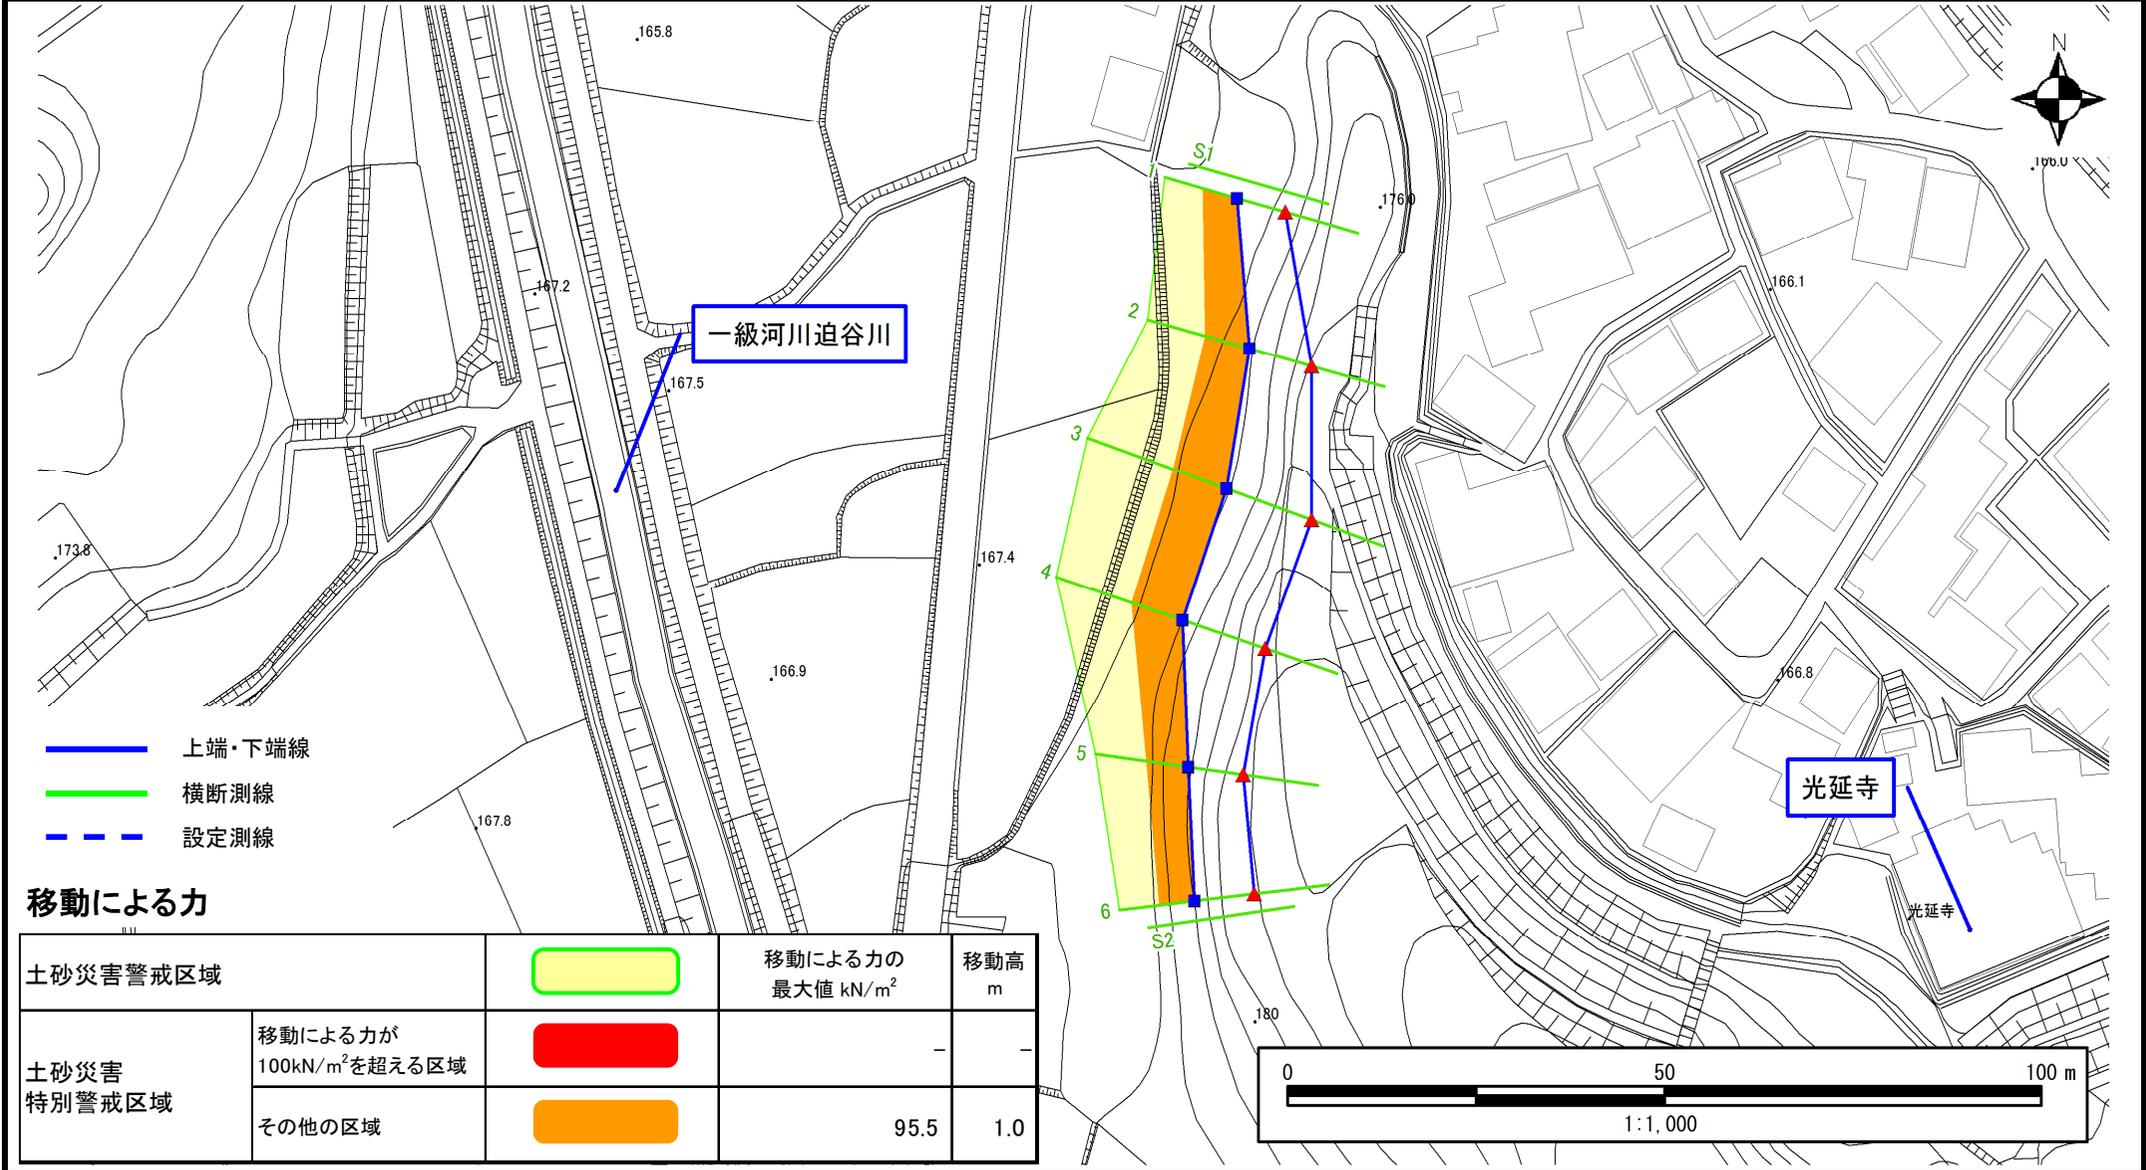 165.8
N
166.0
S1
1
176.0
167.2
166.1
2
一級河川迫谷川
167.5
3
173.8
167.4
4
166.9
166.8
上端・下端線
5
横断測線
光延寺
167.8
設定測線
移動による力
6
光延寺
S2
土砂災害警戒区域
移動による力の
最大値 kN/m²
移動高
m
180
土砂災害
特別警戒区域
移動による力が
100kN/m²を超える区域
－
－
その他の区域
95.5
1.0
0 50 100 m
1:1,000